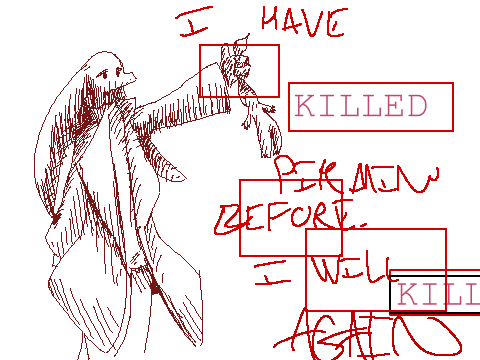 I HAVE
KILLED
PIKMIN
BEFORE.
I WILL
KILL
AGAIN